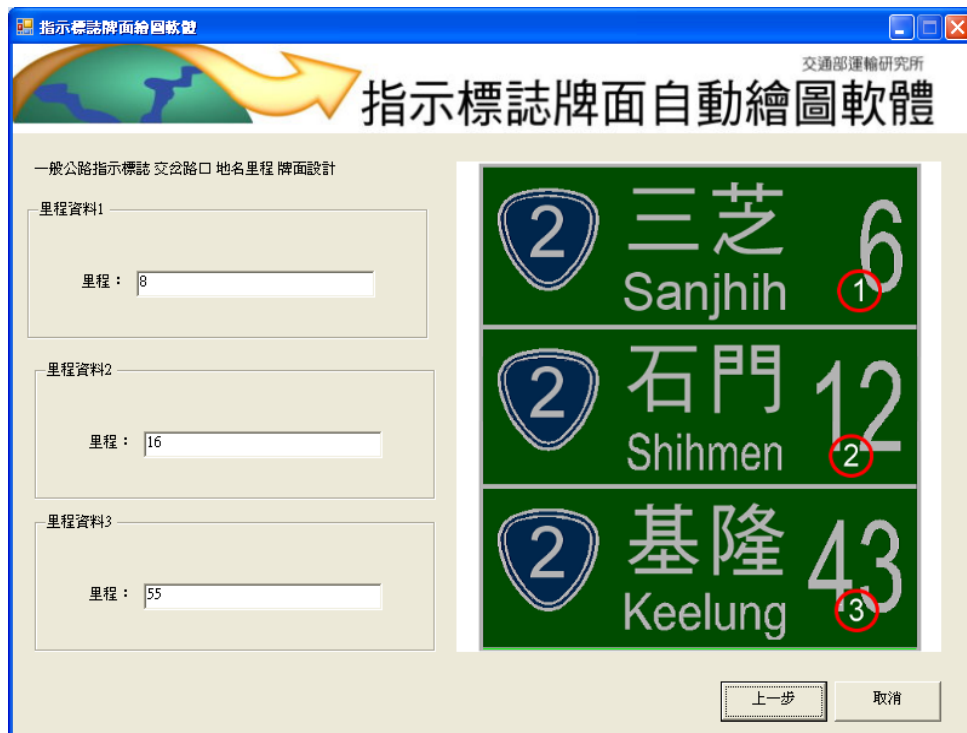 指示標誌牌面繪圖軟體
交通部運輸研究所
指示標誌牌面自動繪圖軟體
一般公路指示標誌 交岔路口 地名里程 牌面設計
里程資料1
里程： 8
里程資料2
里程： 16
里程資料3
里程： 55
2 三芝 6
Sanjhih 1
2 石門 12
Shihmen 2
2 基隆 43
Keelung 3
上一步 取消